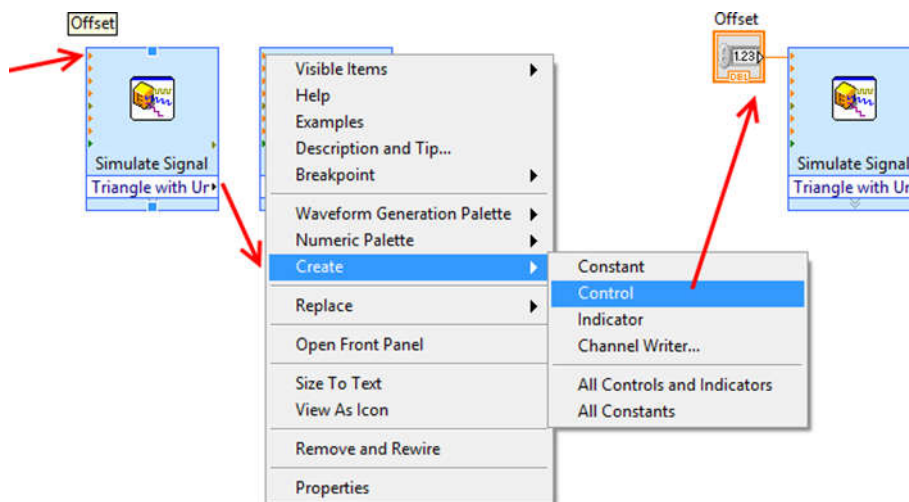 Offset
Simulate Signal
Triangle with Ur
Visible Items
Help
Examples
Description and Tip...
Breakpoint
Waveform Generation Palette
Numeric Palette
Create
Replace
Open Front Panel
Size To Text
View As Icon
Remove and Rewire
Properties
Constant
Control
Indicator
Channel Writer...
All Controls and Indicators
All Constants
Offset
1.23
DBL
Simulate Signal
Triangle with Ur